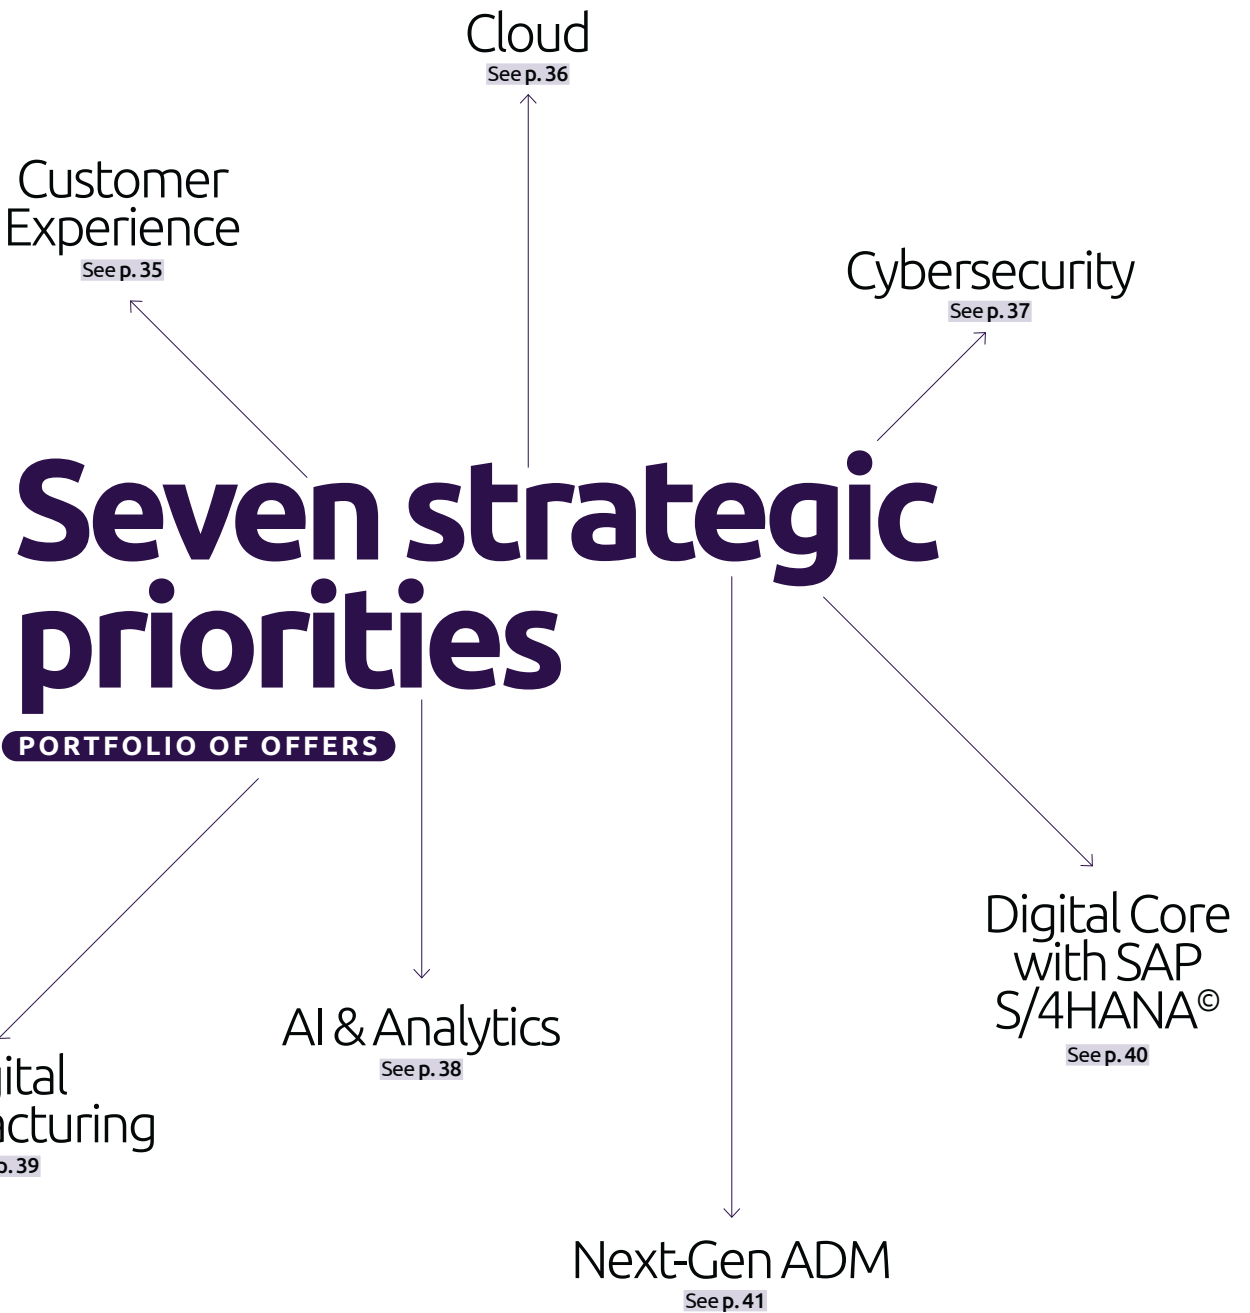 Cloud
See p. 36
Customer
Experience
See p. 35
Cybersecurity
See p. 37
Seven strategic
priorities
PORTFOLIO OF OFFERS
AI & Analytics
See p. 38
Digital Core
with SAP
S/4HANA©
See p. 40
p. 39
Next-Gen ADM
See p. 41